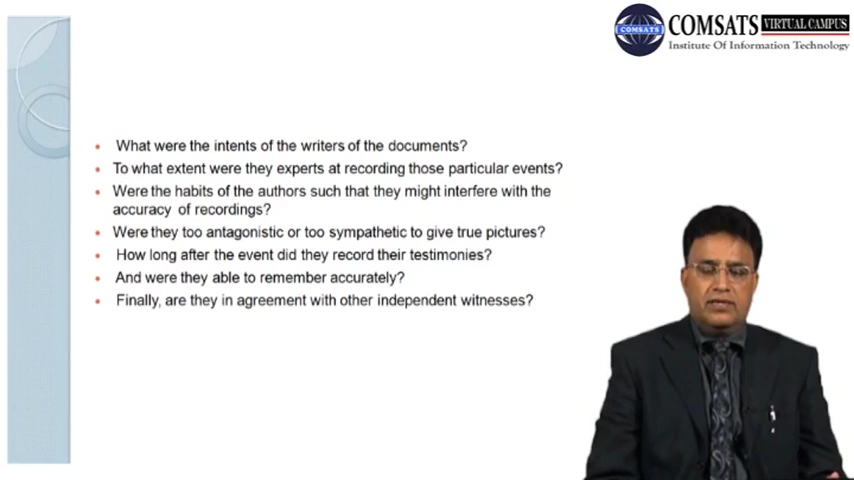 COMSATS VIRTUAL CAMPUS
COMSATS
Institute Of Information Technology
What were the intents of the writers of the documents?
To what extent were they experts at recording those particular events?
Were the habits of the authors such that they might interfere with the
accuracy of recordings?
Were they too antagonistic or too sympathetic to give true pictures?
How long after the event did they record their testimonies?
And were they able to remember accurately?
Finally, are they in agreement with other independent witnesses?